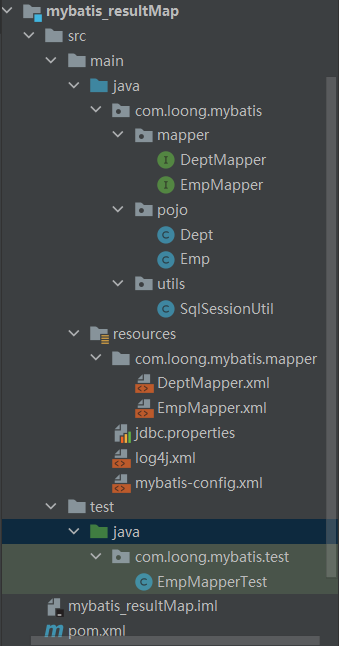 mybatis_resultMap
src
main
java
com.loong.mybatis
mapper
DeptMapper
EmpMapper
pojo
Dept
Emp
utils
SqlSessionUtil
resources
com.loong.mybatis.mapper
DeptMapper.xml
EmpMapper.xml
jdbc.properties
log4j.xml
mybatis-config.xml
test
java
com.loong.mybatis.test
EmpMapperTest
mybatis_resultMap.iml
pom.xml